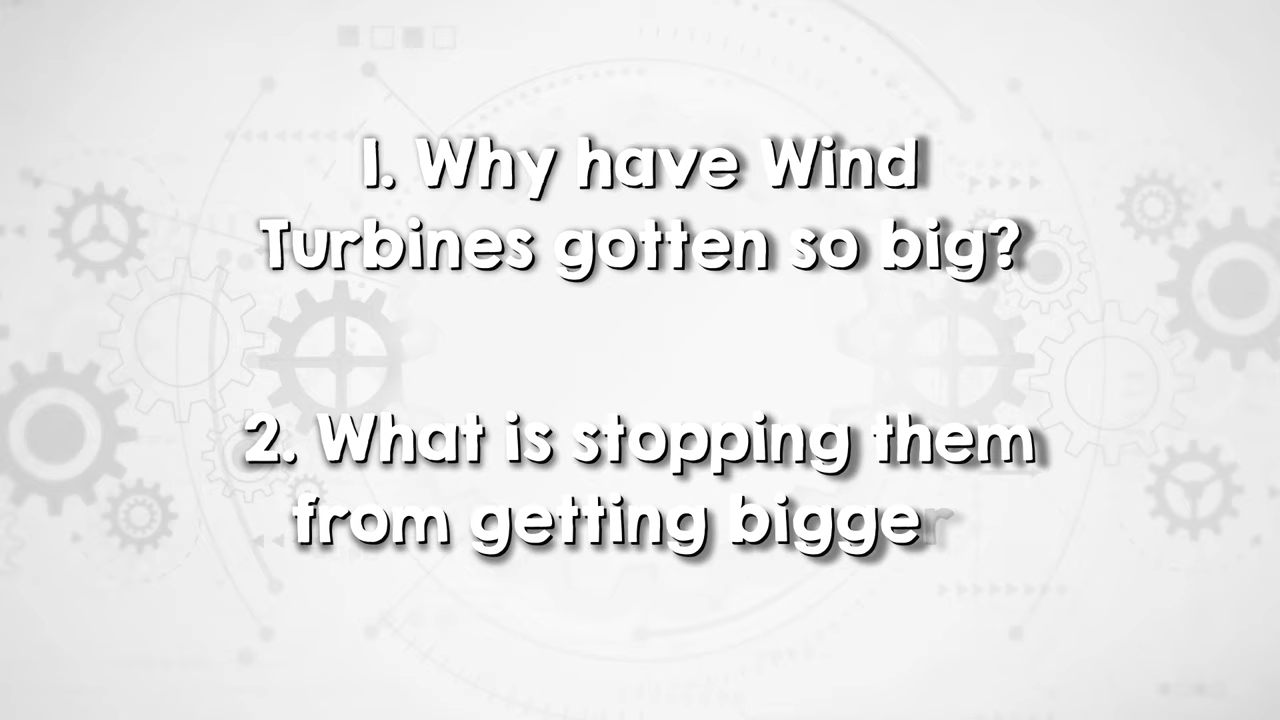 1. Why have Wind
Turbines gotten so big?
2. What is stopping them
from getting bigger